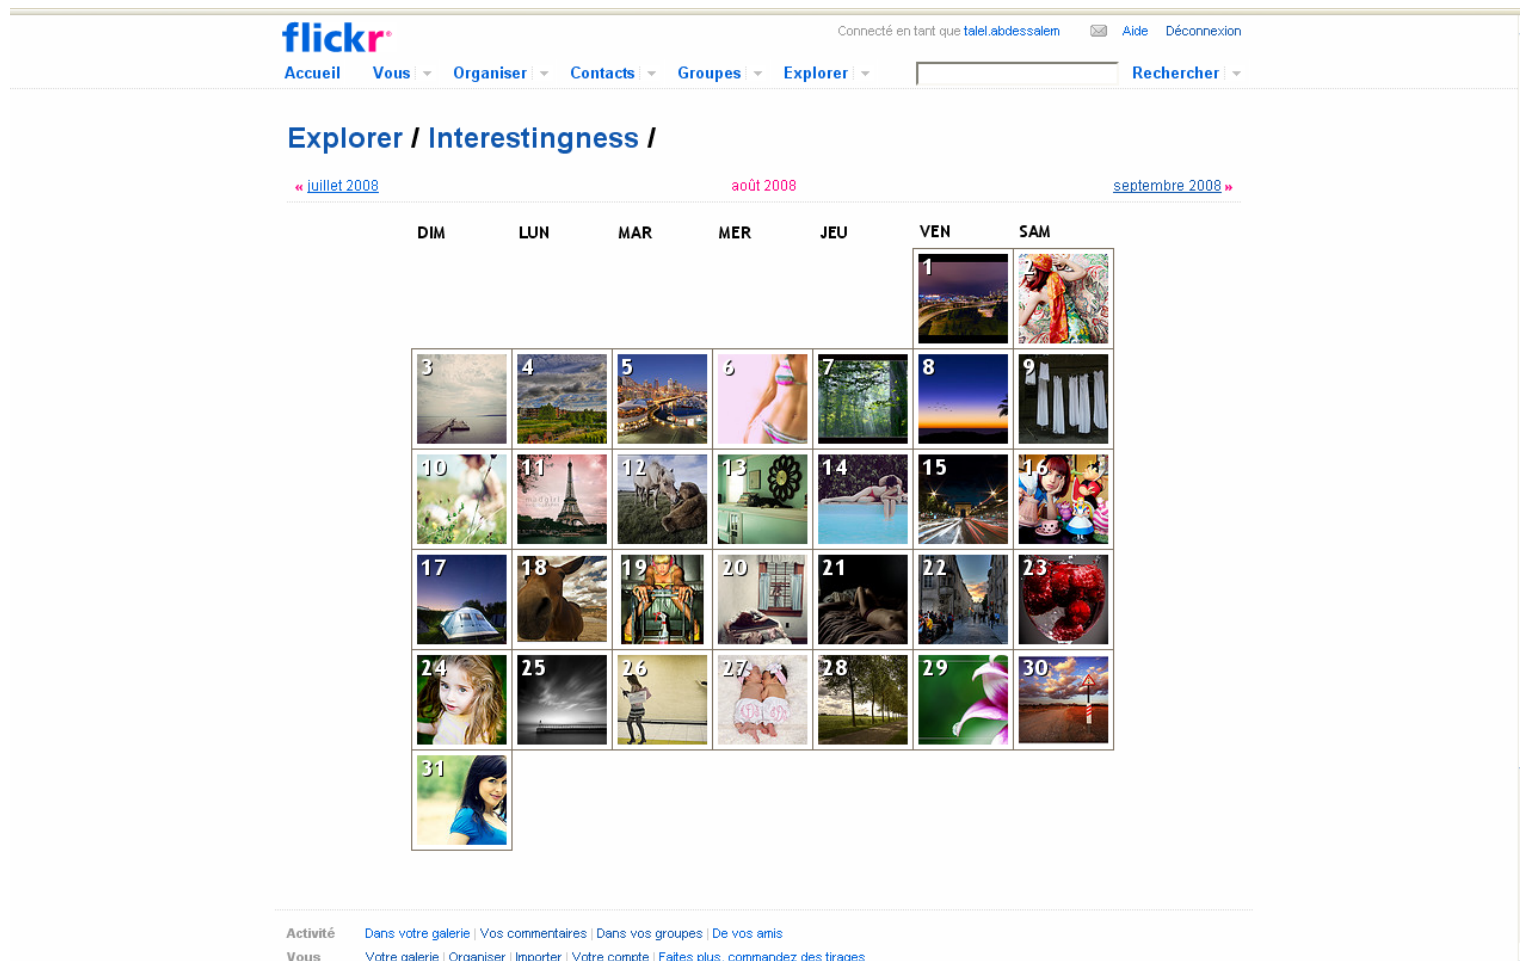 flickr
Connecté en tant que talel.abdessalem Aide Déconnexion
Accueil Vous Organiser Contacts Groupes Explorer Rechercher
Explorer / Interestingness /
« juillet 2008 août 2008 septembre 2008 »
DIM LUN MAR MER JEU VEN SAM
1 2
3 4 5 6 7 8 9
10 11 12 13 14 15 16
17 18 19 20 21 22 23
24 25 26 27 28 29 30
31
Activité Dans votre galerie | Vos commentaires | Dans vos groupes | De vos amis
Vous Votre galerie | Organiser | Importer | Votre compte | Faites plus, commandez des tirages